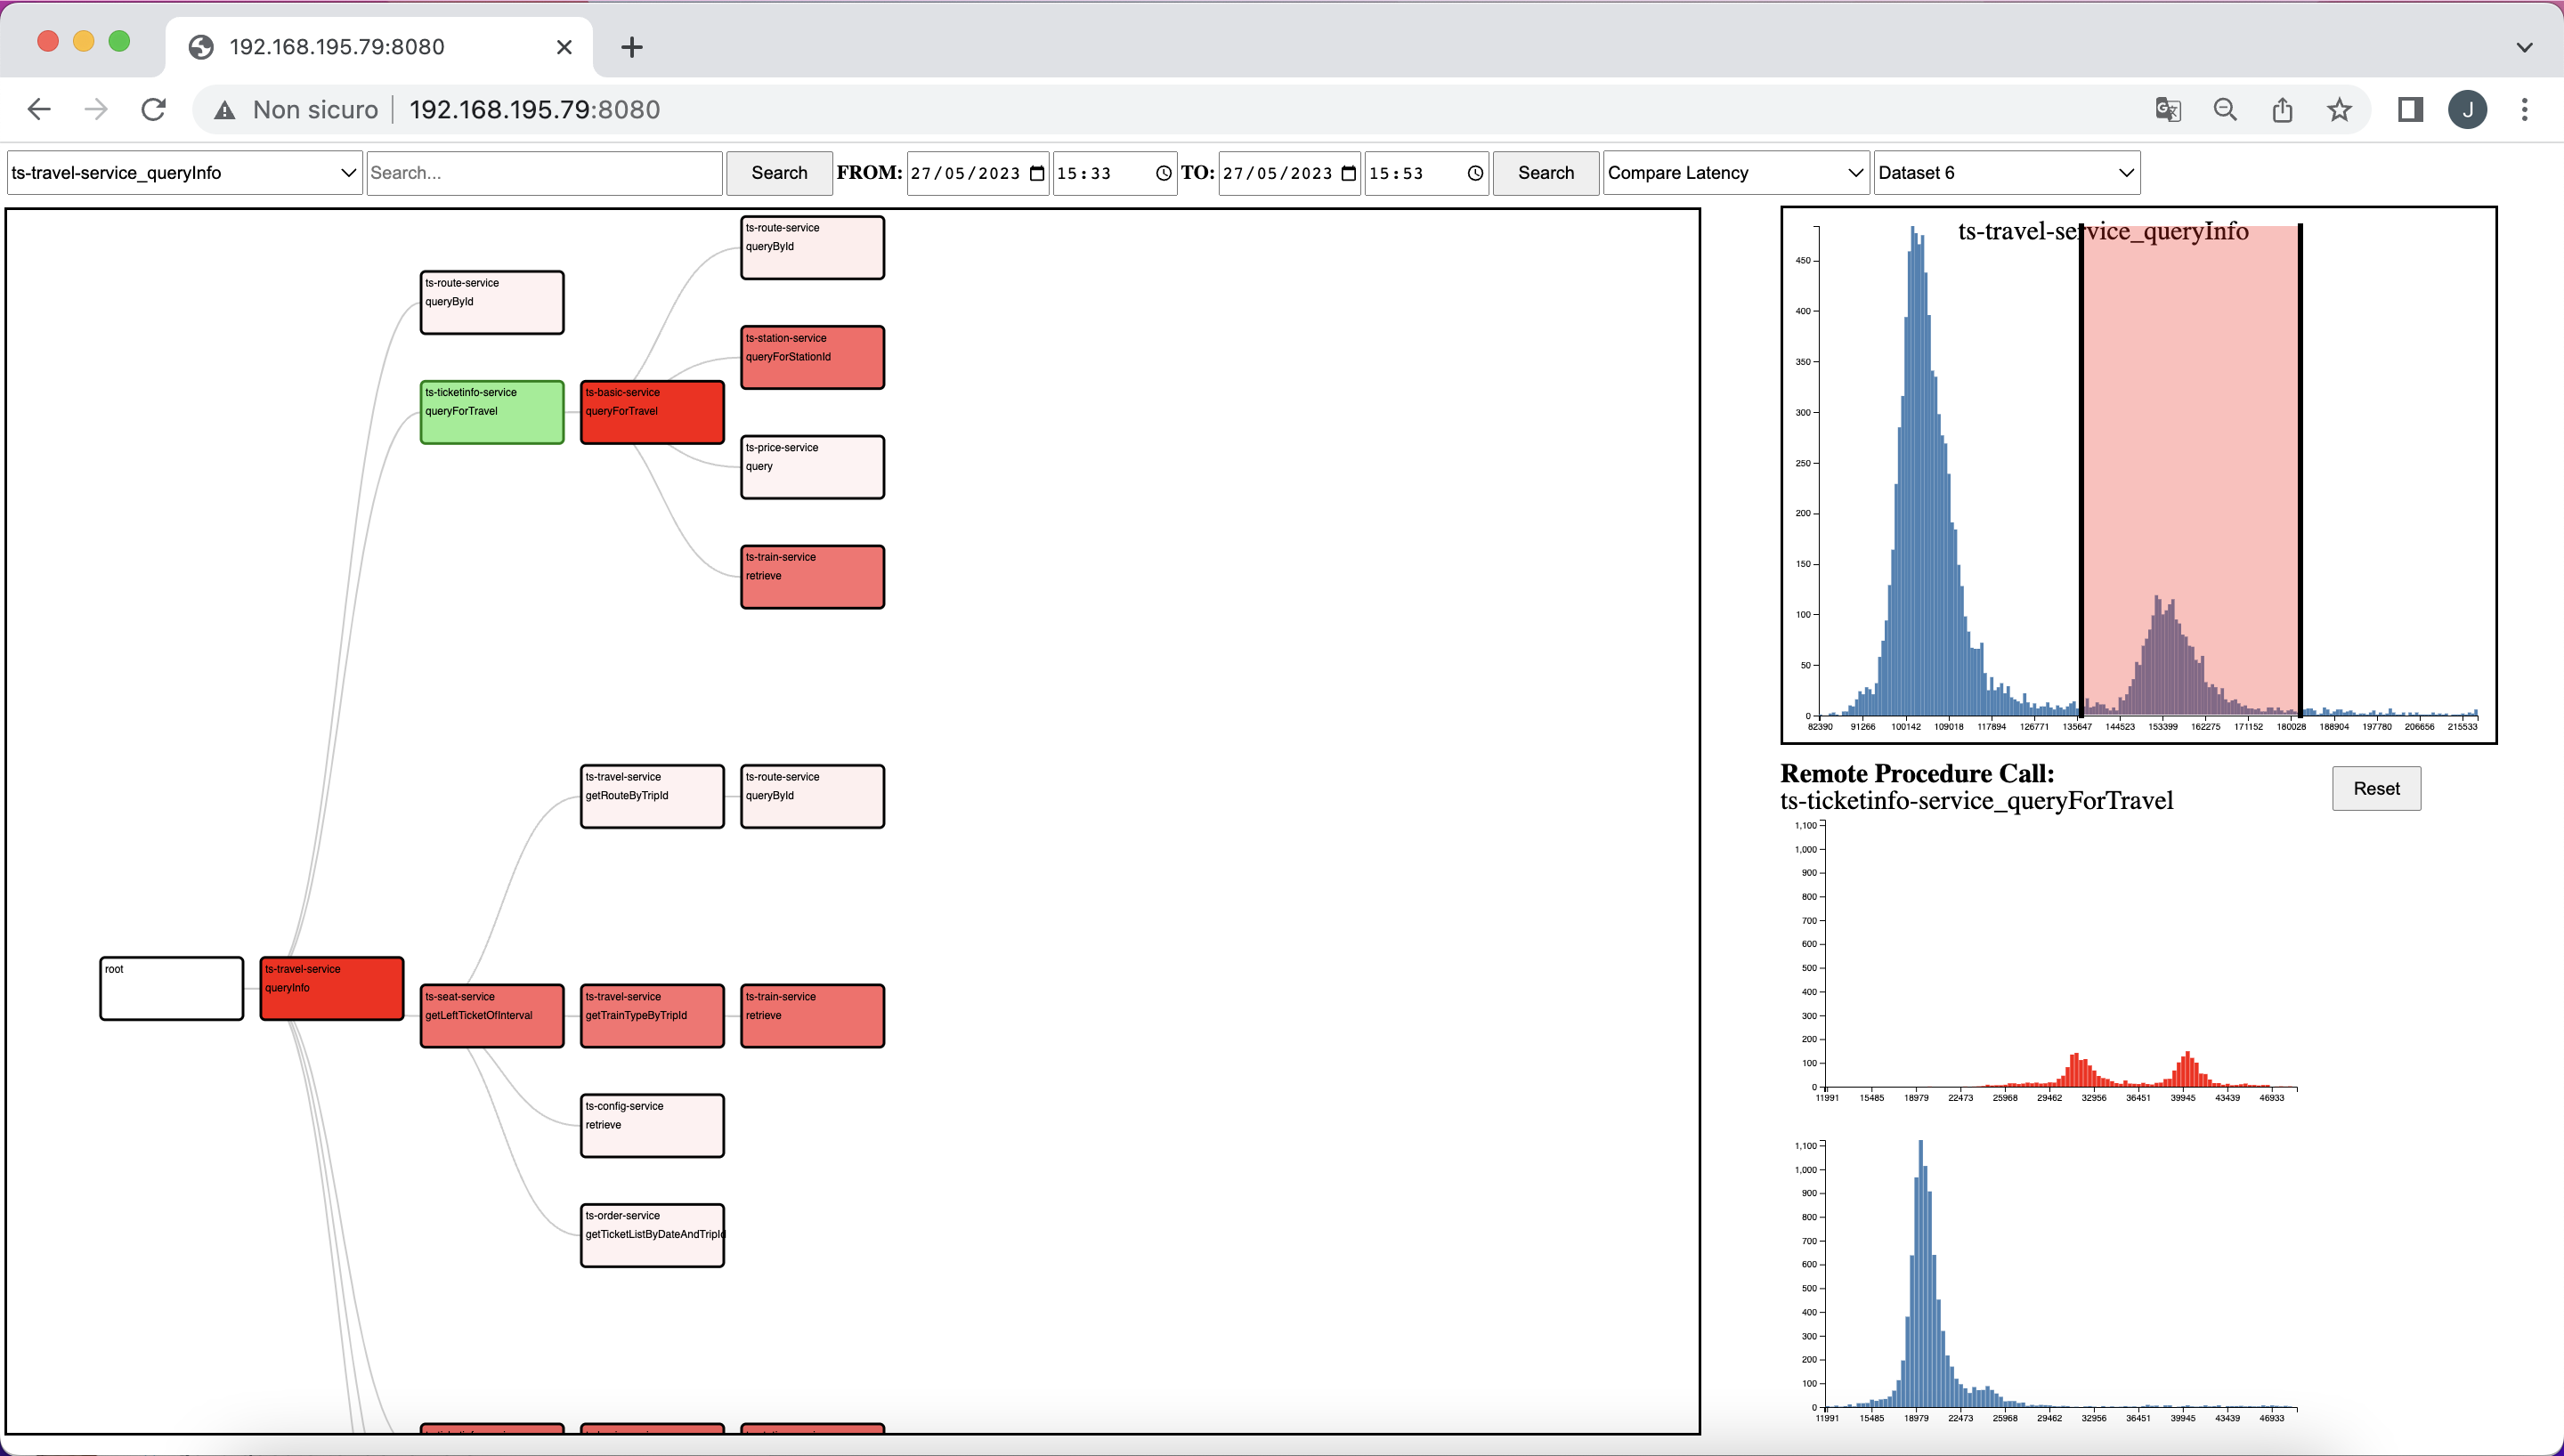 192.168.195.79:8080
Non sicuro 192.168.195.79:8080
J
ts-travel-service_queryInfo Search... Search FROM: 27/05/2023 15:33 TO: 27/05/2023 15:53 Search Compare Latency Dataset 6
ts-route-service
queryById
ts-route-service
queryById
ts-station-service
queryForStationId
ts-ticketinfo-service
queryForTravel
ts-basic-service
queryForTravel
ts-price-service
query
ts-train-service
retrieve
ts-travel-service
getRouteByTripId
ts-route-service
queryById
root
ts-travel-service
queryInfo
ts-seat-service
getLeftTicketOfInterval
ts-travel-service
getTrainTypeByTripId
ts-train-service
retrieve
ts-config-service
retrieve
ts-order-service
getTicketListByDateAndTripId
ts-travel-service_queryInfo
450
400
350
300
250
200
150
100
50
0
82390 91266 100142 109018 117894 126771 135647 144523 153399 162275 171152 180028 188904 197780 206656 215533
Remote Procedure Call:
ts-ticketinfo-service_queryForTravel
Reset
1,100
1,000
900
800
700
600
500
400
300
200
100
0
11991 15485 18979 22473 25968 29462 32956 36451 39945 43439 46933
1,100
1,000
900
800
700
600
500
400
300
200
100
0
11991 15485 18979 22473 25968 29462 32956 36451 39945 43439 46933